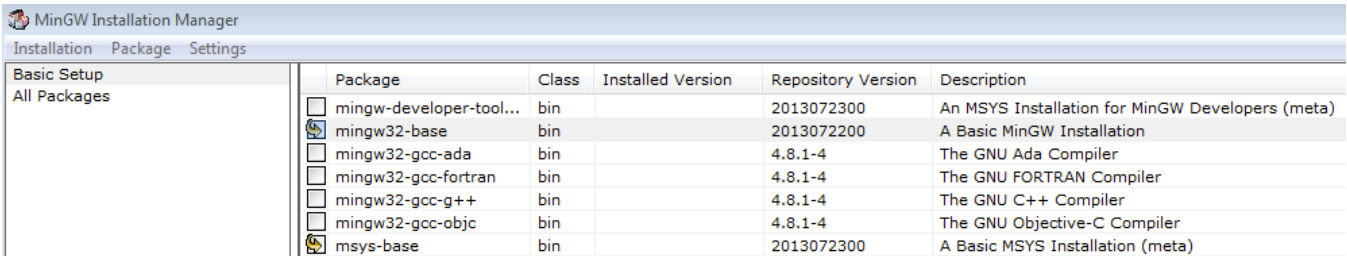 MinGW Installation Manager
Installation Package Settings
Basic Setup
All Packages
Package Class Installed Version Repository Version Description
mingw-developer-tool... bin 2013072300 An MSYS Installation for MinGW Developers (meta)
mingw32-base bin 2013072200 A Basic MinGW Installation
mingw32-gcc-ada bin 4.8.1-4 The GNU Ada Compiler
mingw32-gcc-fortran bin 4.8.1-4 The GNU FORTRAN Compiler
mingw32-gcc-g++ bin 4.8.1-4 The GNU C++ Compiler
mingw32-gcc-objc bin 4.8.1-4 The GNU Objective-C Compiler
msys-base bin 2013072300 A Basic MSYS Installation (meta)